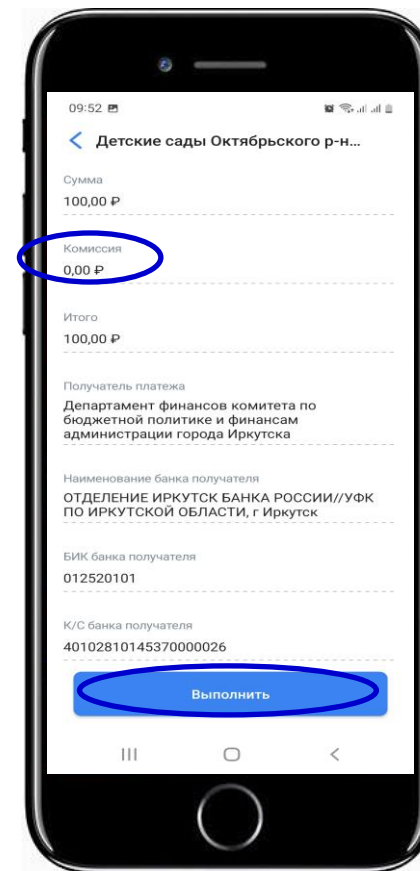 09:52
Детские сады Октябрьского р-н...
Сумма
100,00 ₽
Комиссия
0,00 ₽
Итого
100,00 ₽
Получатель платежа
Департамент финансов комитета по
бюджетной политике и финансам
администрации города Иркутска
Наименование банка получателя
ОТДЕЛЕНИЕ ИРКУТСК БАНКА РОССИИ//УФК
ПО ИРКУТСКОЙ ОБЛАСТИ, г Иркутск
БИК банка получателя
012520101
К/С банка получателя
40102810145370000026
Выполнить